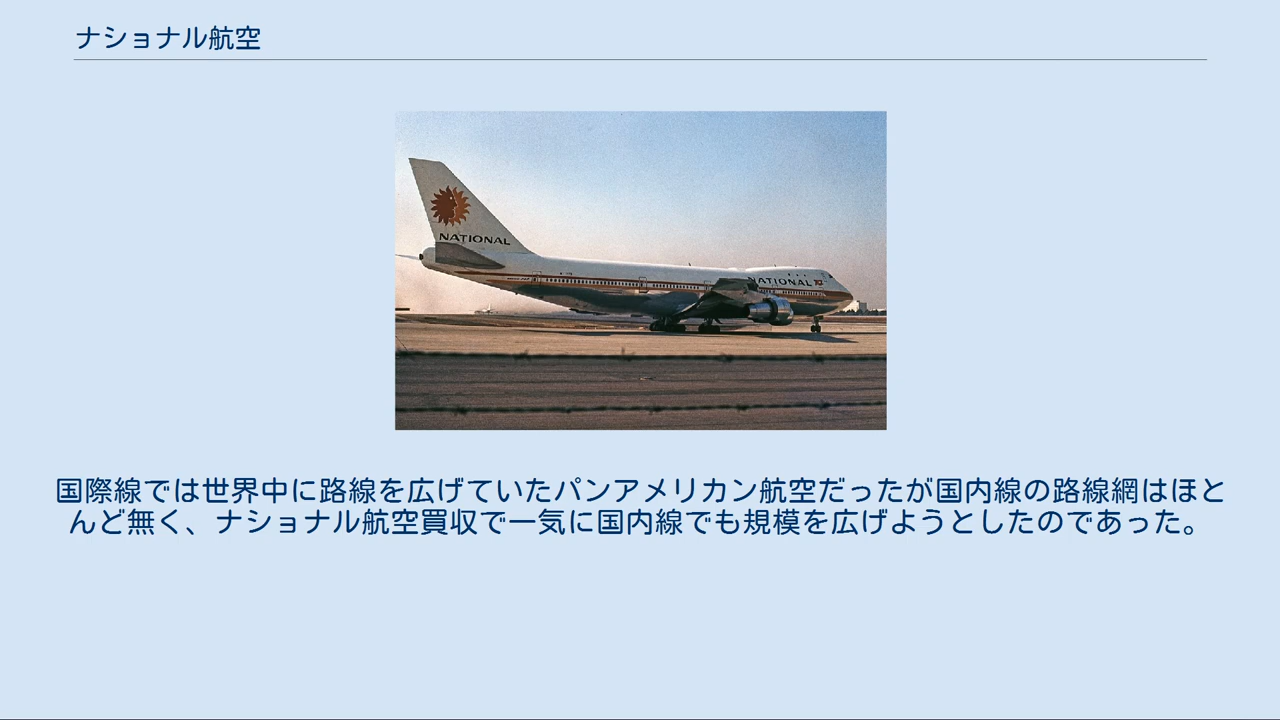 ナショナル航空
NATIONAL
NATIONAL
国際線では世界中に路線を広げていたパンアメリカン航空だったが国内線の路線網はほと
んど無く、ナショナル航空買収で一気に国内線でも規模を広げようとしたのであった。